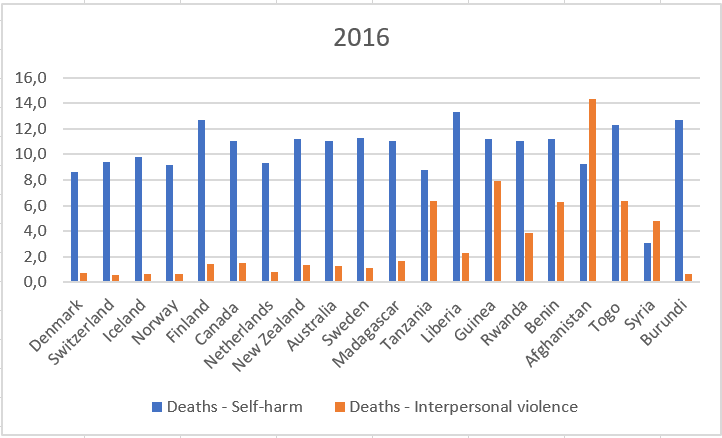 2016
16,0
14,0
12,0
10,0
8,0
6,0
4,0
2,0
0,0
Denmark
Switzerland
Iceland
Norway
Finland
Canada
Netherlands
New Zealand
Australia
Sweden
Madagascar
Tanzania
Liberia
Guinea
Rwanda
Benin
Afghanistan
Togo
Syria
Burundi
Deaths - Self-harm
Deaths - Interpersonal violence